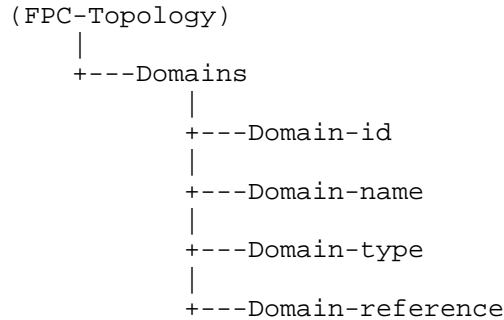 (FPC-Topology)
|
+---Domains
|
+---Domain-id
|
+---Domain-name
|
+---Domain-type
|
+---Domain-reference